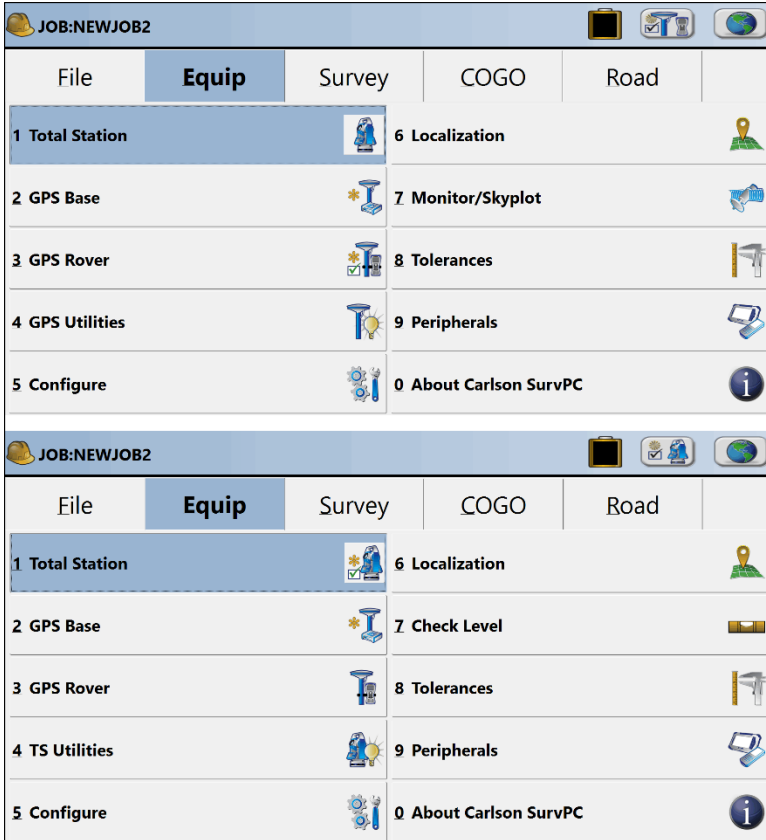 JOB:NEWJOB2
File Equip Survey COGO Road
1 Total Station 6 Localization
2 GPS Base 7 Monitor/Skyplot
3 GPS Rover 8 Tolerances
4 GPS Utilities 9 Peripherals
5 Configure 0 About Carlson SurvPC
JOB:NEWJOB2
File Equip Survey COGO Road
1 Total Station 6 Localization
2 GPS Base 7 Check Level
3 GPS Rover 8 Tolerances
4 TS Utilities 9 Peripherals
5 Configure 0 About Carlson SurvPC